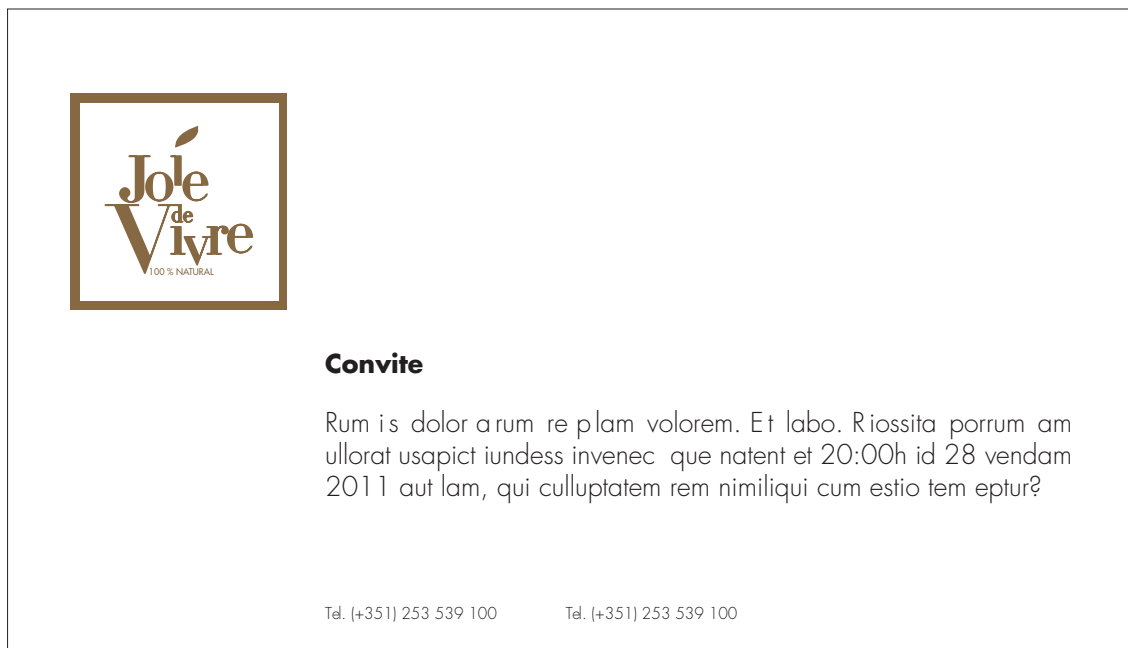 Joie
de
Vivre
100 % NATURAL
Convite
Rum is dolor a rum re plam volorem. Et labo. Riossita porrum am
ullorat usapict iundess invenec que natent et 20:00h id 28 vendam
2011 aut lam, qui culluptatem rem nimiliqui cum estio tem eptur?
Tel. (+351) 253 539 100 Tel. (+351) 253 539 100